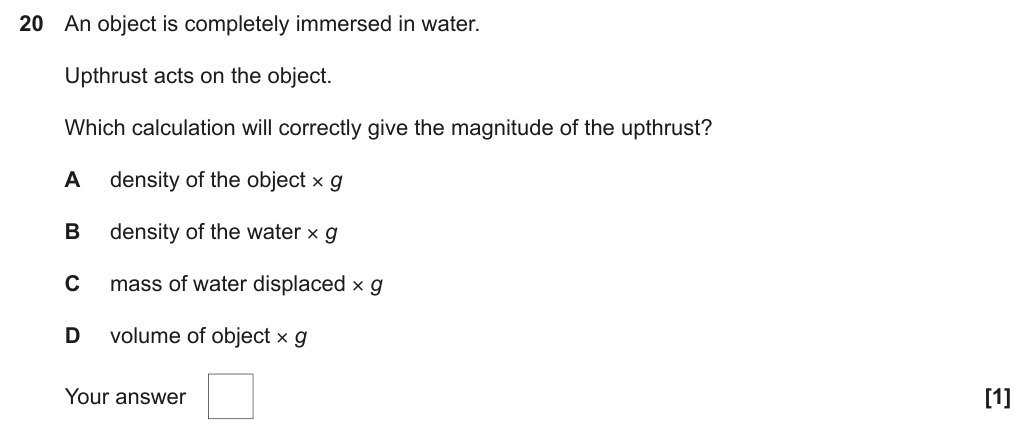 20 An object is completely immersed in water.
Upthrust acts on the object.
Which calculation will correctly give the magnitude of the upthrust?
A density of the object × g
B density of the water × g
C mass of water displaced × g
D volume of object × g
Your answer [1]